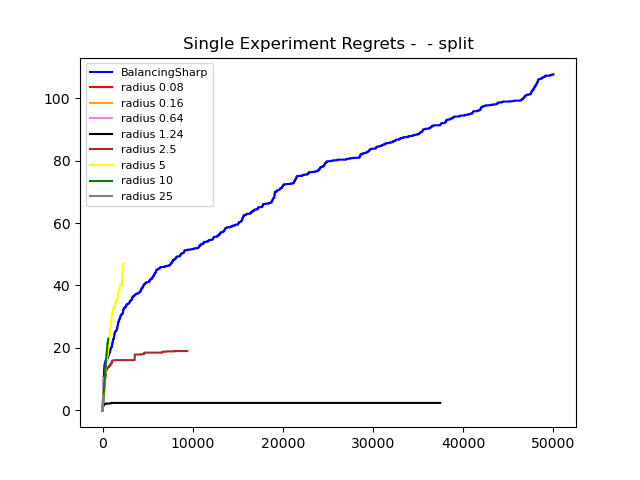 Single Experiment Regrets -  - split
BalancingSharp
radius 0.08
radius 0.16
radius 0.64
radius 1.24
radius 2.5
radius 5
radius 10
radius 25
100
80
60
40
20
0
0 10000 20000 30000 40000 50000